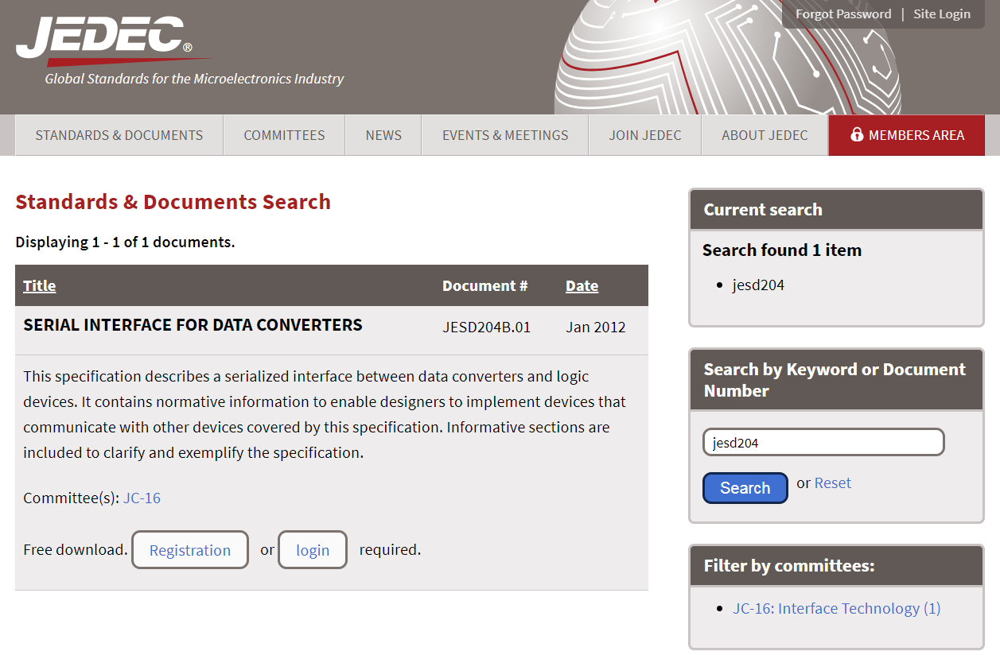 Forgot Password | Site Login
JEDEC®
Global Standards for the Microelectronics Industry
STANDARDS & DOCUMENTS COMMITTEES NEWS EVENTS & MEETINGS JOIN JEDEC ABOUT JEDEC MEMBERS AREA
Standards & Documents Search
Displaying 1 - 1 of 1 documents.
Title Document # Date
SERIAL INTERFACE FOR DATA CONVERTERS JESD204B.01 Jan 2012
This specification describes a serialized interface between data converters and logic
devices. It contains normative information to enable designers to implement devices that
communicate with other devices covered by this specification. Informative sections are
included to clarify and exemplify the specification.
Committee(s): JC-16
Free download. Registration or login required.
Current search
Search found 1 item
• jesd204
Search by Keyword or Document
Number
jesd204
Search or Reset
Filter by committees:
• JC-16: Interface Technology (1)